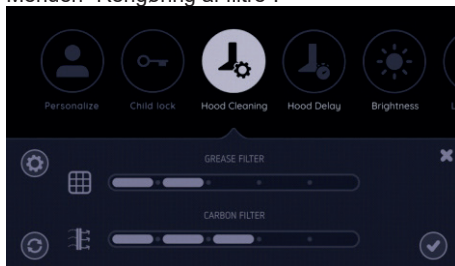 Personalize
Child lock
Hood Cleaning
Hood Delay
Brightness
GREASE FILTER
CARBON FILTER